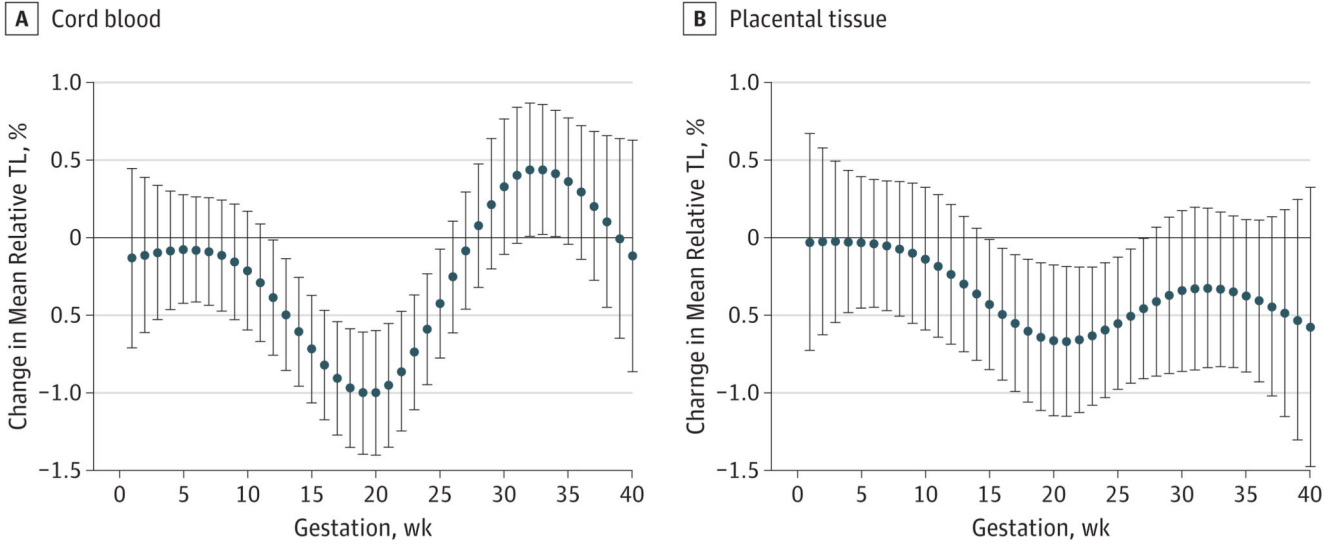 A Cord blood
1.0
0.5
0
0.5
−1.0
−1.5
Change in Mean Relative TL, %
0 5 10 15 20 25 30 35 40
Gestation, wk
B Placental tissue
1.0
0.5
0
0.5
−1.0
−1.5
Charnge in Mean Relative TL, %
0 5 10 15 20 25 30 35 40
Gestation, wk